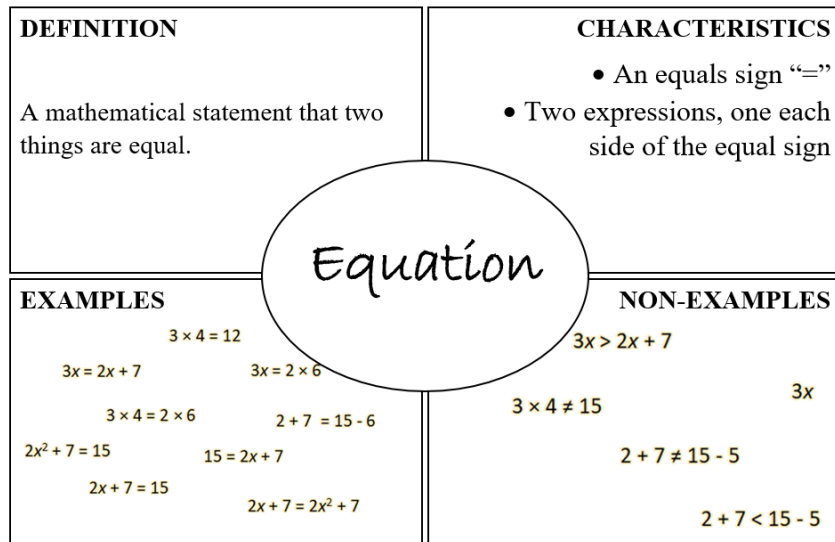 DEFINITION
A mathematical statement that two
things are equal.
CHARACTERISTICS
• An equals sign “=”
• Two expressions, one each
side of the equal sign
Equation
EXAMPLES
3 × 4 = 12
3x = 2x + 7
3x = 2 × 6
3 × 4 = 2 × 6
2 + 7 = 15 - 6
2x² + 7 = 15
15 = 2x + 7
2x + 7 = 15
2x + 7 = 2x² + 7
NON-EXAMPLES
3x > 2x + 7
3x
3 × 4 ≠ 15
2 + 7 ≠ 15 - 5
2 + 7 < 15 - 5